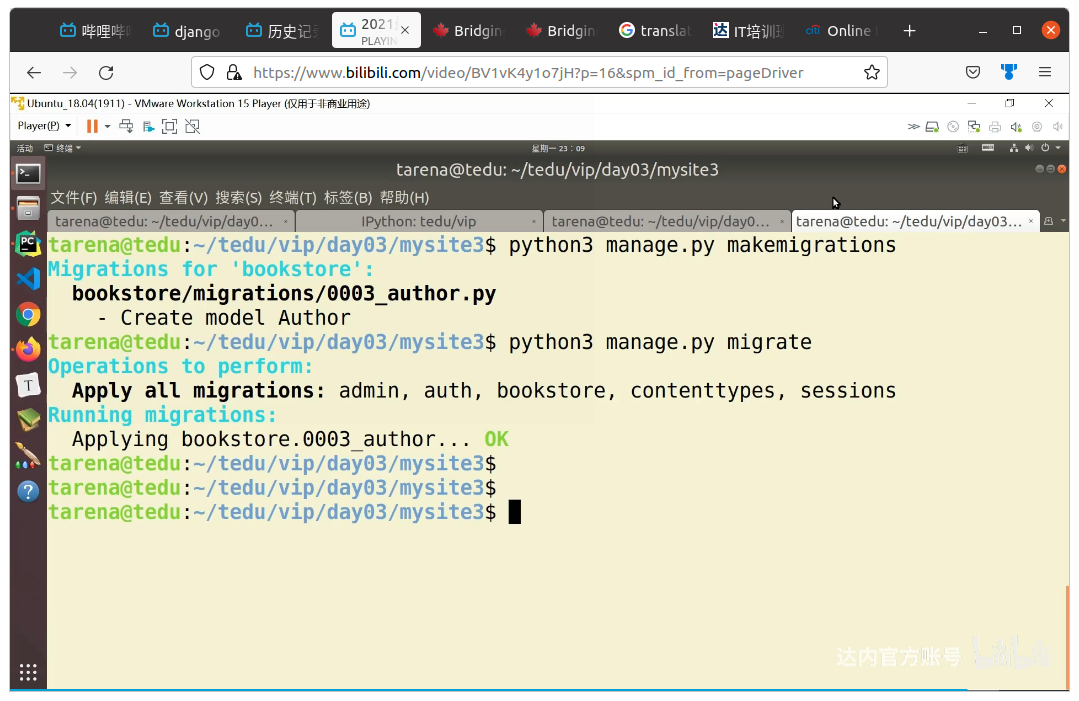 哔哩哔
django
历史记录
2021
PLAYIN
Bridgin
Bridgin
translat
IT培训班
Online
https://www.bilibili.com/video/BV1vK4y1o7jH?p=16&spm_id_from=pageDriver
Ubuntu_18.04(1911) - VMware Workstation 15 Player (仅用于非商业用途)
Player(P)
活动 终端 星期一 23：09
tarena@tedu: ~/tedu/vip/day03/mysite3
文件(F) 编辑(E) 查看(V) 搜索(S) 终端(T) 标签(B) 帮助(H)
tarena@tedu: ~/tedu/vip/day0... × IPython: tedu/vip × tarena@tedu: ~/tedu/vip/day0... × tarena@tedu: ~/tedu/vip/day03... ×
tarena@tedu:~/tedu/vip/day03/mysite3$ python3 manage.py makemigrations
Migrations for 'bookstore':
bookstore/migrations/0003_author.py
- Create model Author
tarena@tedu:~/tedu/vip/day03/mysite3$ python3 manage.py migrate
Operations to perform:
Apply all migrations: admin, auth, bookstore, contenttypes, sessions
Running migrations:
Applying bookstore.0003_author... OK
tarena@tedu:~/tedu/vip/day03/mysite3$
tarena@tedu:~/tedu/vip/day03/mysite3$
tarena@tedu:~/tedu/vip/day03/mysite3$
达内官方账号